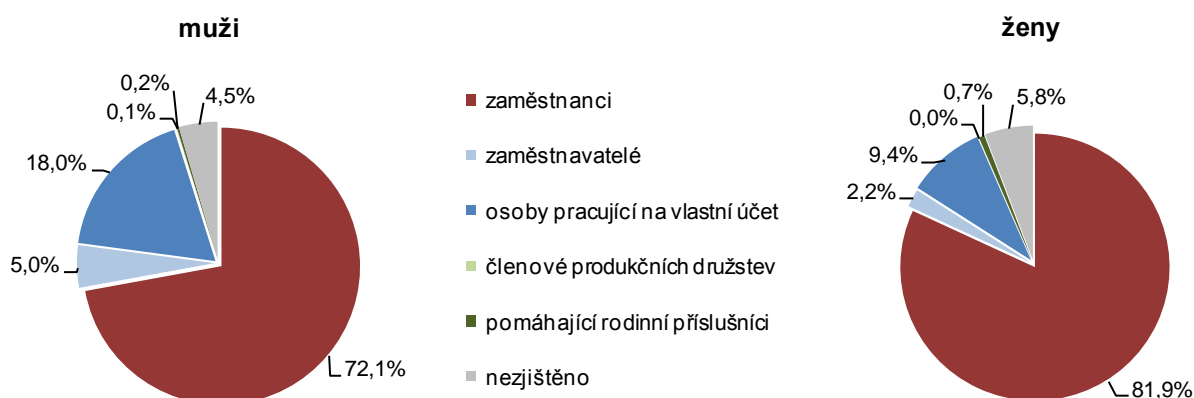 muži
0,2%
4,5%
0,1%
18,0%
5,0%
72,1%
zaměstnanci
zaměstnavatelé
osoby pracující na vlastní účet
členové produkčních družstev
pomáhající rodinní příslušníci
nezjištěno
ženy
0,7%
5,8%
0,0%
9,4%
2,2%
81,9%